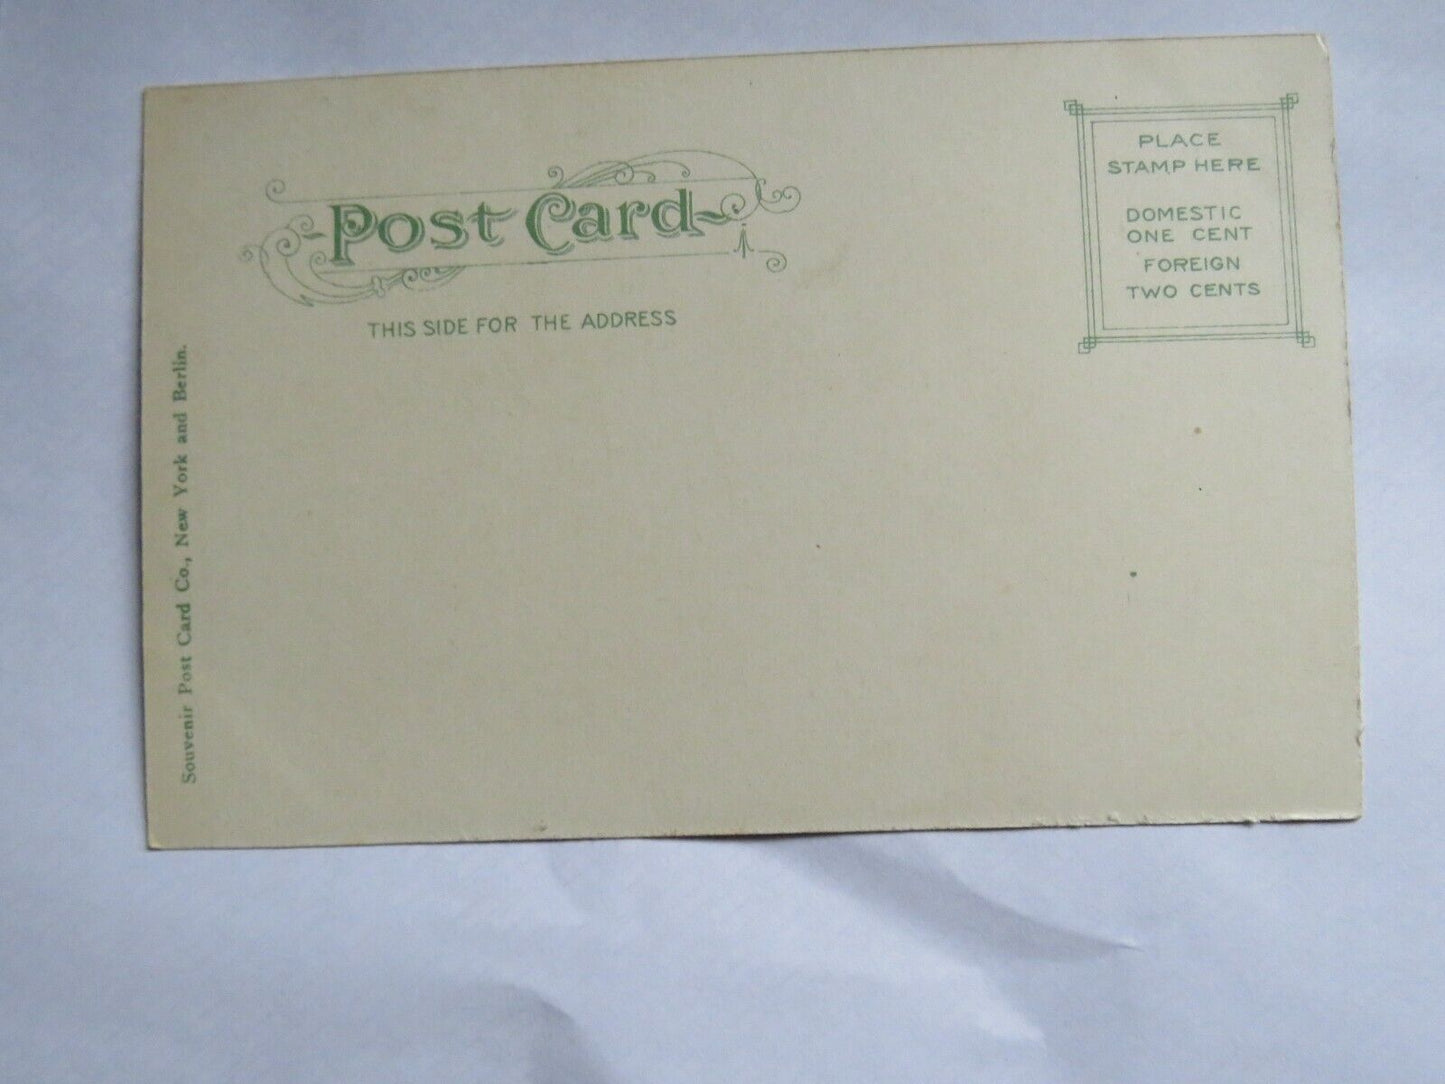 Post Card
THIS SIDE FOR THE ADDRESS
PLACE
STAMP HERE
DOMESTIC
ONE CENT
FOREIGN
TWO CENTS
Souvenir Post Card Co., New York and Berlin.